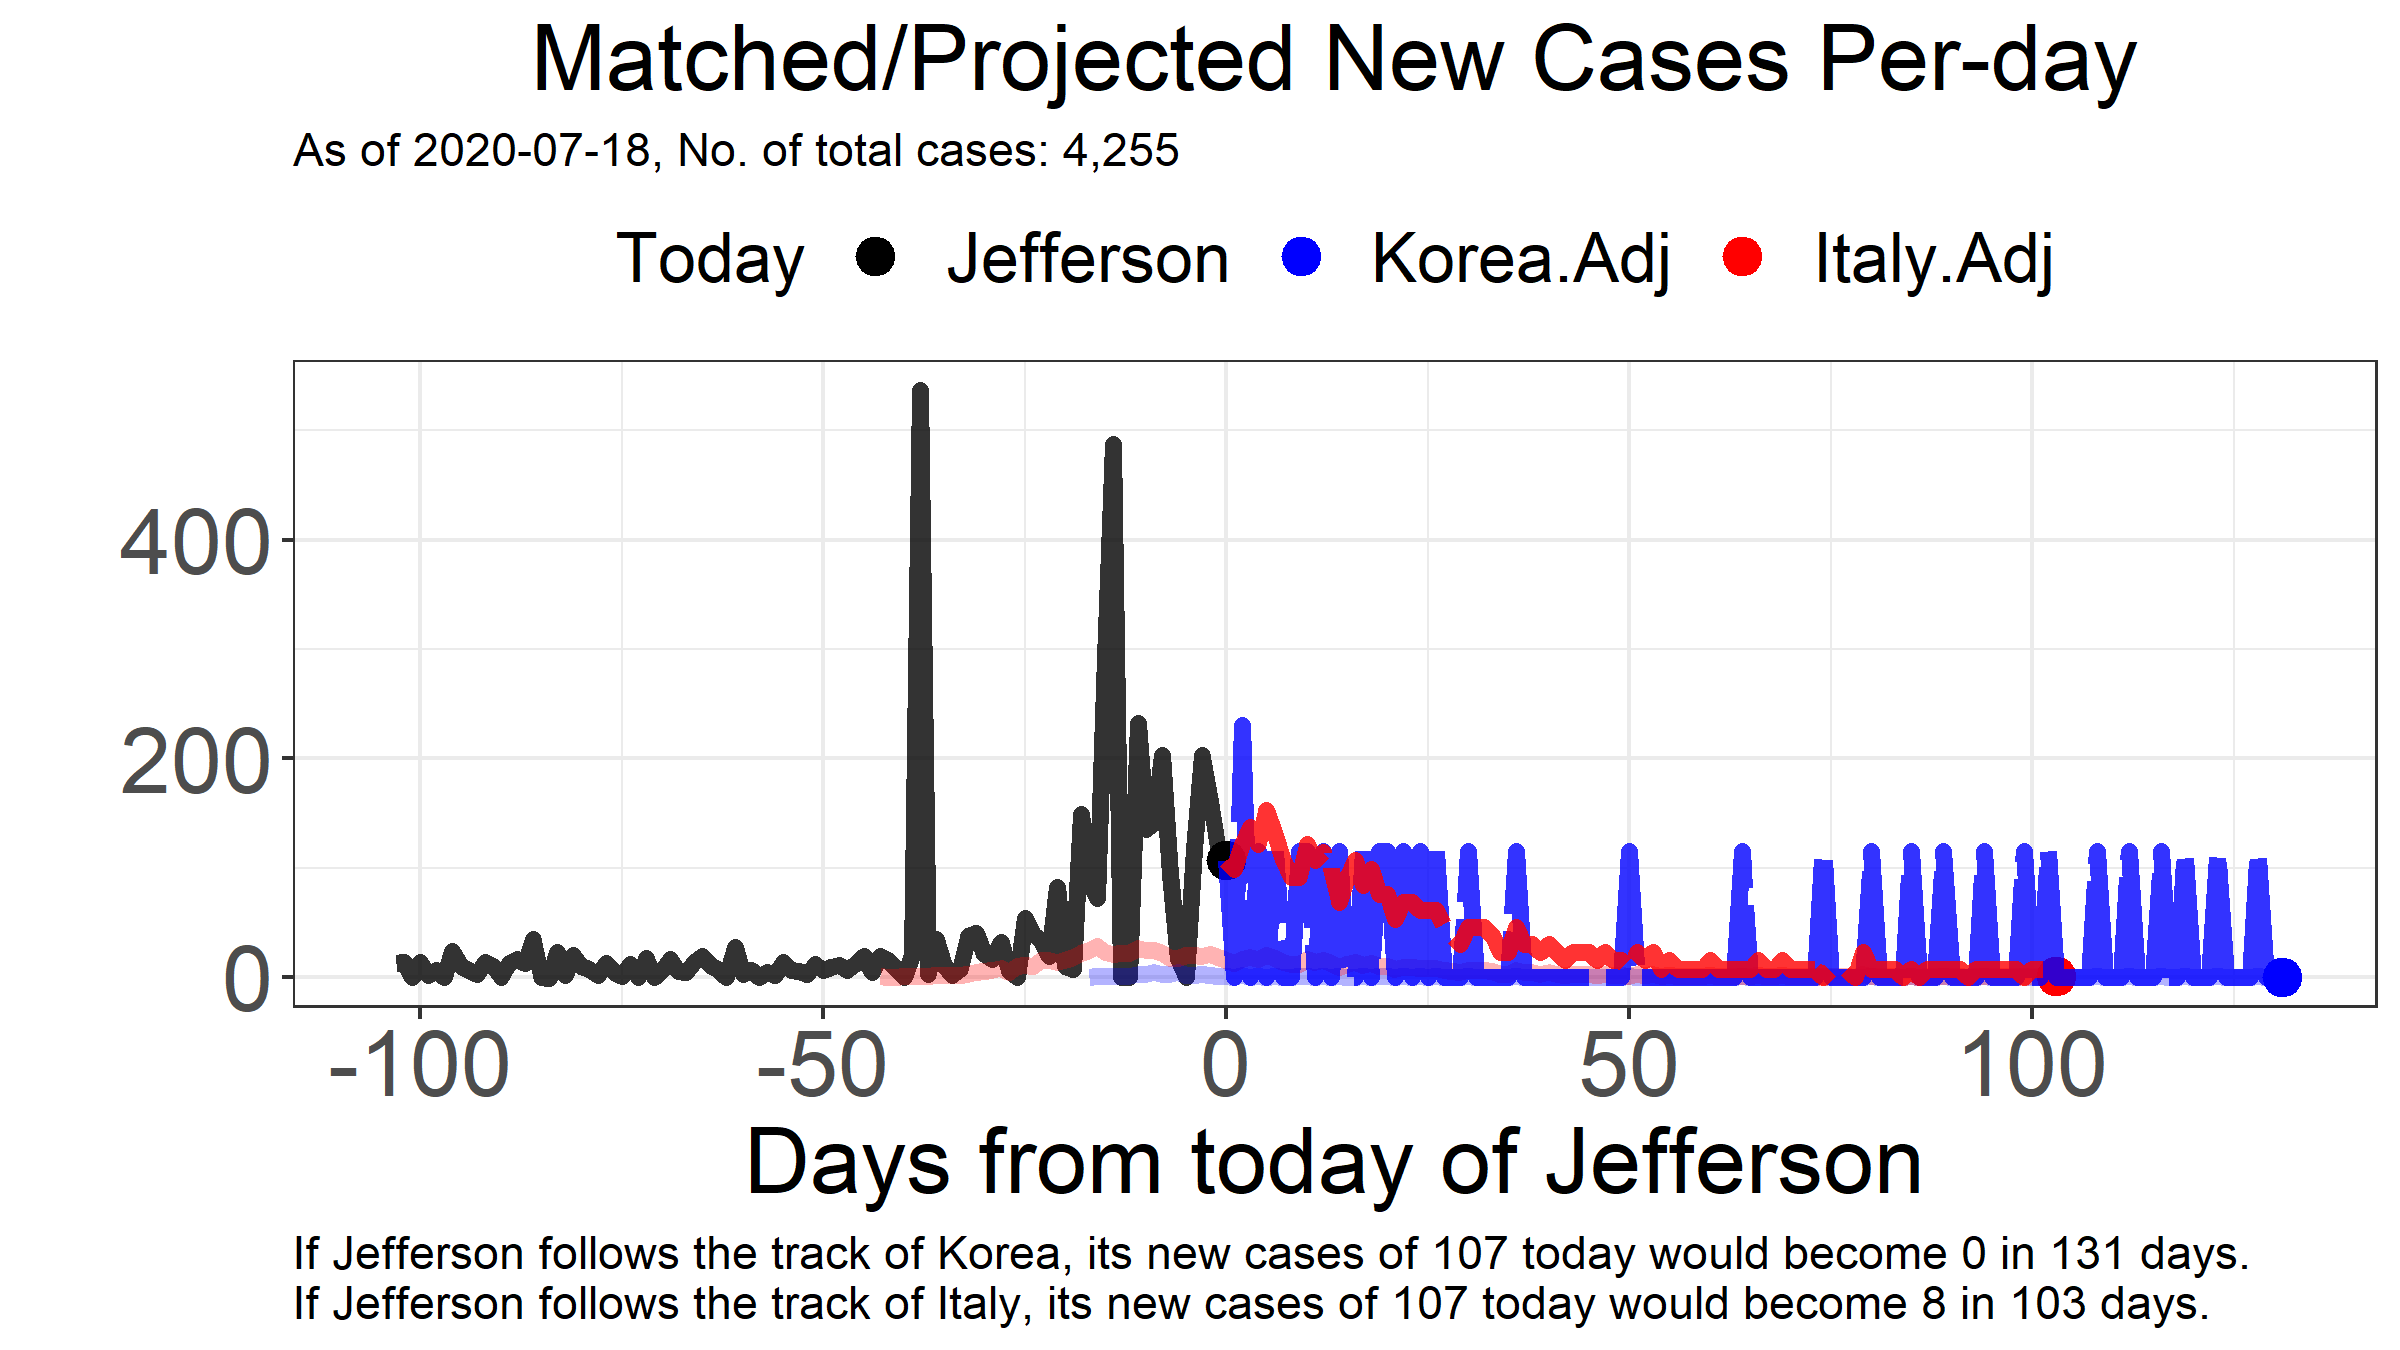 Matched/Projected New Cases Per-day
As of 2020-07-18, No. of total cases: 4,255
Today Jefferson Korea.Adj Italy.Adj
400
200
0
-100 -50 0 50 100
Days from today of Jefferson
If Jefferson follows the track of Korea, its new cases of 107 today would become 0 in 131 days.
If Jefferson follows the track of Italy, its new cases of 107 today would become 8 in 103 days.